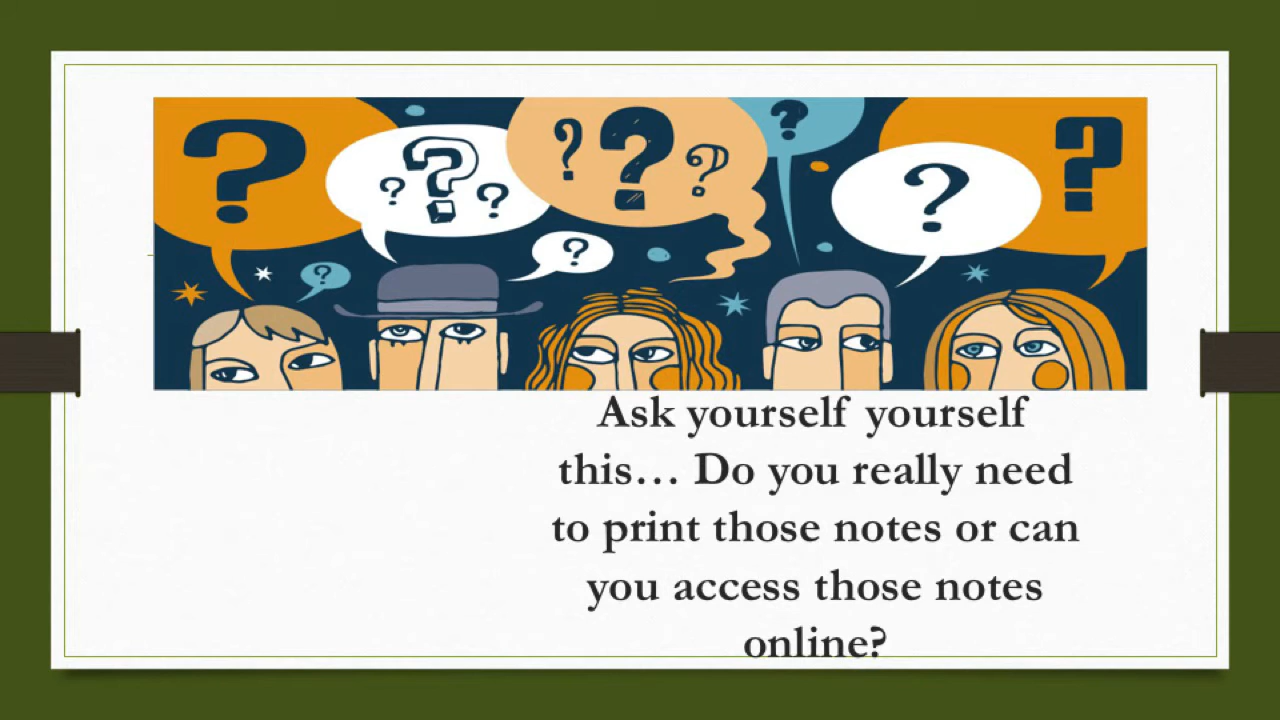 ? ? ? ? ? ? ? ? ? ?
? ? ?
Ask yourself yourself
this… Do you really need
to print those notes or can
you access those notes
online?